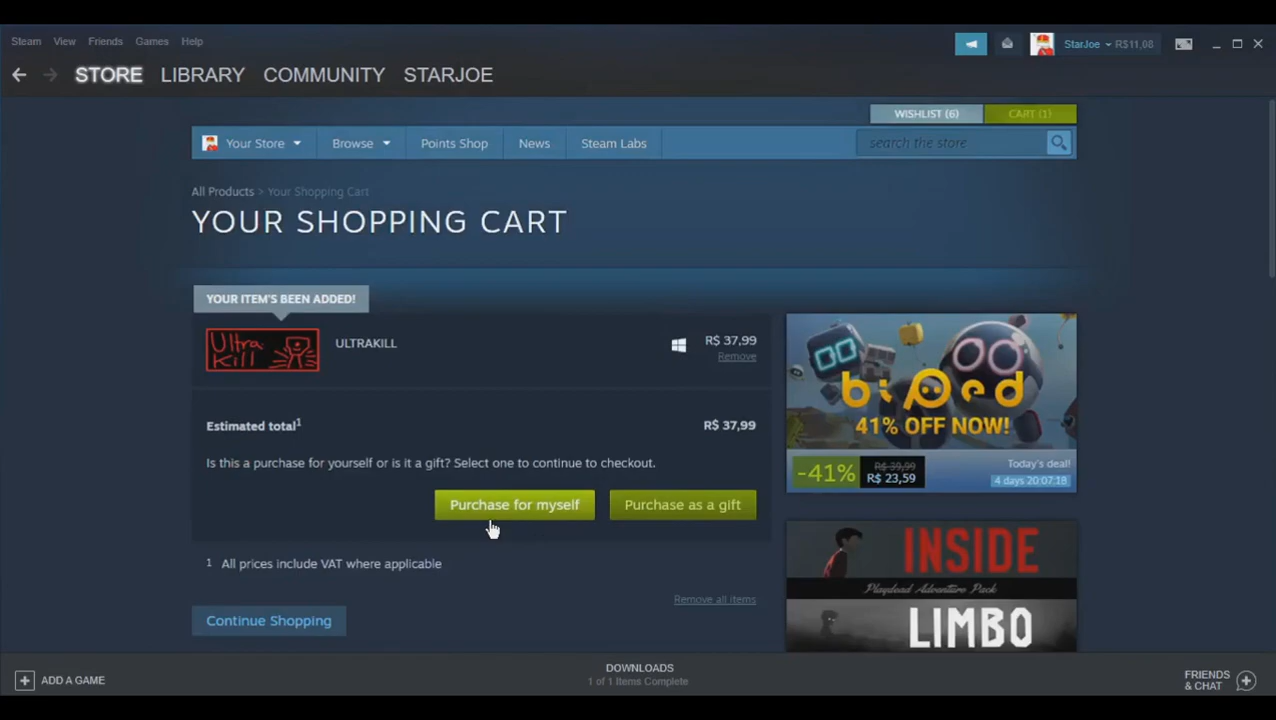 Steam View Friends Games Help
StarJoe R$11,08
STORE LIBRARY COMMUNITY STARJOE
WISHLIST (6) CART (1)
Your Store Browse Points Shop News Steam Labs search the store
All Products > Your Shopping Cart
YOUR SHOPPING CART
YOUR ITEM'S BEEN ADDED!
Ultra
Kill
ULTRAKILL
R$ 37,99
Remove
Estimated total1
R$ 37,99
Is this a purchase for yourself or is it a gift? Select one to continue to checkout.
Purchase for myself Purchase as a gift
1 All prices include VAT where applicable
Remove all items
Continue Shopping
biped
41% OFF NOW!
-41% R$ 39,99 R$ 23,59
Today's deal!
4 days 20:07:18
INSIDE
Playdead Adventure Pack
LIMBO
ADD A GAME
DOWNLOADS
1 of 1 Items Complete
FRIENDS
& CHAT